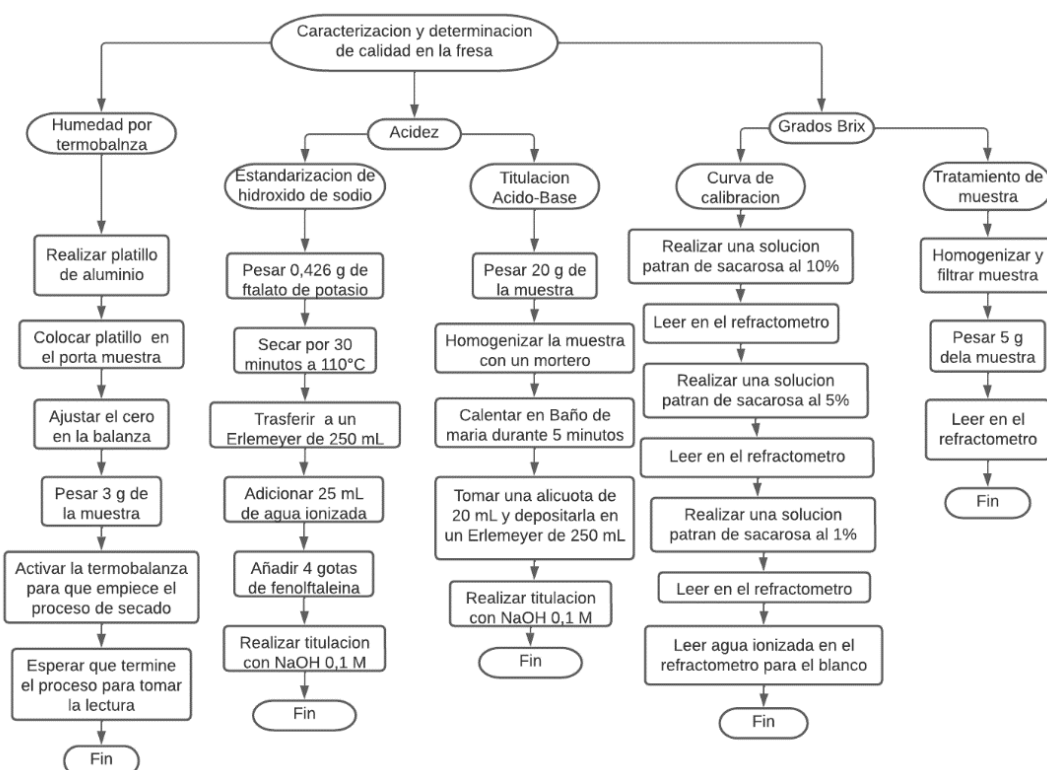 Caracterizacion y determinacion
de calidad en la fresa
Humedad por
termobalnza
Realizar platillo
de aluminio
Colocar platillo en
el porta muestra
Ajustar el cero
en la balanza
Pesar 3 g de
la muestra
Activar la termobalanza
para que empiece el
proceso de secado
Esperar que termine
el proceso para tomar
la lectura
Fin
Acidez
Estandarizacion de
hidroxido de sodio
Pesar 0,426 g de
ftalato de potasio
Secar por 30
minutos a 110°C
Trasferir a un
Erlemeyer de 250 mL
Adicionar 25 mL
de agua ionizada
Añadir 4 gotas
de fenolftaleina
Realizar titulacion
con NaOH 0,1 M
Fin
Titulacion
Acido-Base
Pesar 20 g de
la muestra
Homogenizar la muestra
con un mortero
Calentar en Baño de
maria durante 5 minutos
Tomar una alicuota de
20 mL y depositarla en
un Erlemeyer de 250 mL
Realizar titulacion
con NaOH 0,1 M
Fin
Grados Brix
Curva de
calibracion
Realizar una solucion
patran de sacarosa al 10%
Leer en el refractometro
Realizar una solucion
patran de sacarosa al 5%
Leer en el refractometro
Realizar una solucion
patran de sacarosa al 1%
Leer en el refractometro
Leer agua ionizada en el
refractometro para el blanco
Fin
Tratamiento de
muestra
Homogenizar y
filtrar muestra
Pesar 5 g
dela muestra
Leer en el
refractometro
Fin